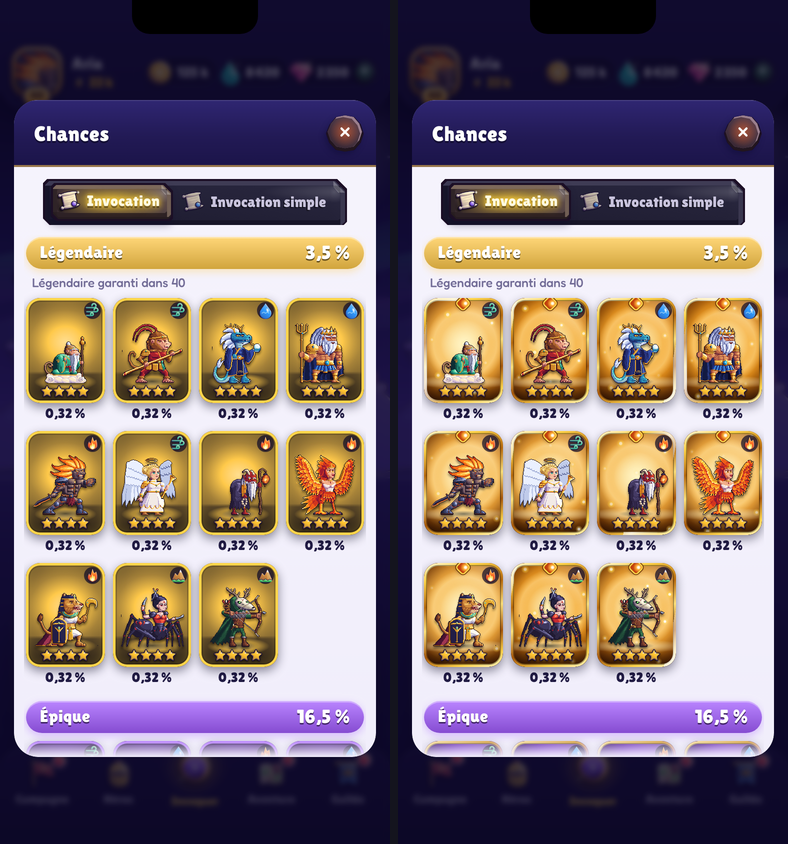 Chances
Invocation Invocation simple
Légendaire 3,5 %
Légendaire garanti dans 40
0,32 % 0,32 % 0,32 % 0,32 %
0,32 % 0,32 % 0,32 % 0,32 %
0,32 % 0,32 % 0,32 %
Épique 16,5 %
Chances
Invocation Invocation simple
Légendaire 3,5 %
Légendaire garanti dans 40
0,32 % 0,32 % 0,32 % 0,32 %
0,32 % 0,32 % 0,32 % 0,32 %
0,32 % 0,32 % 0,32 %
Épique 16,5 %